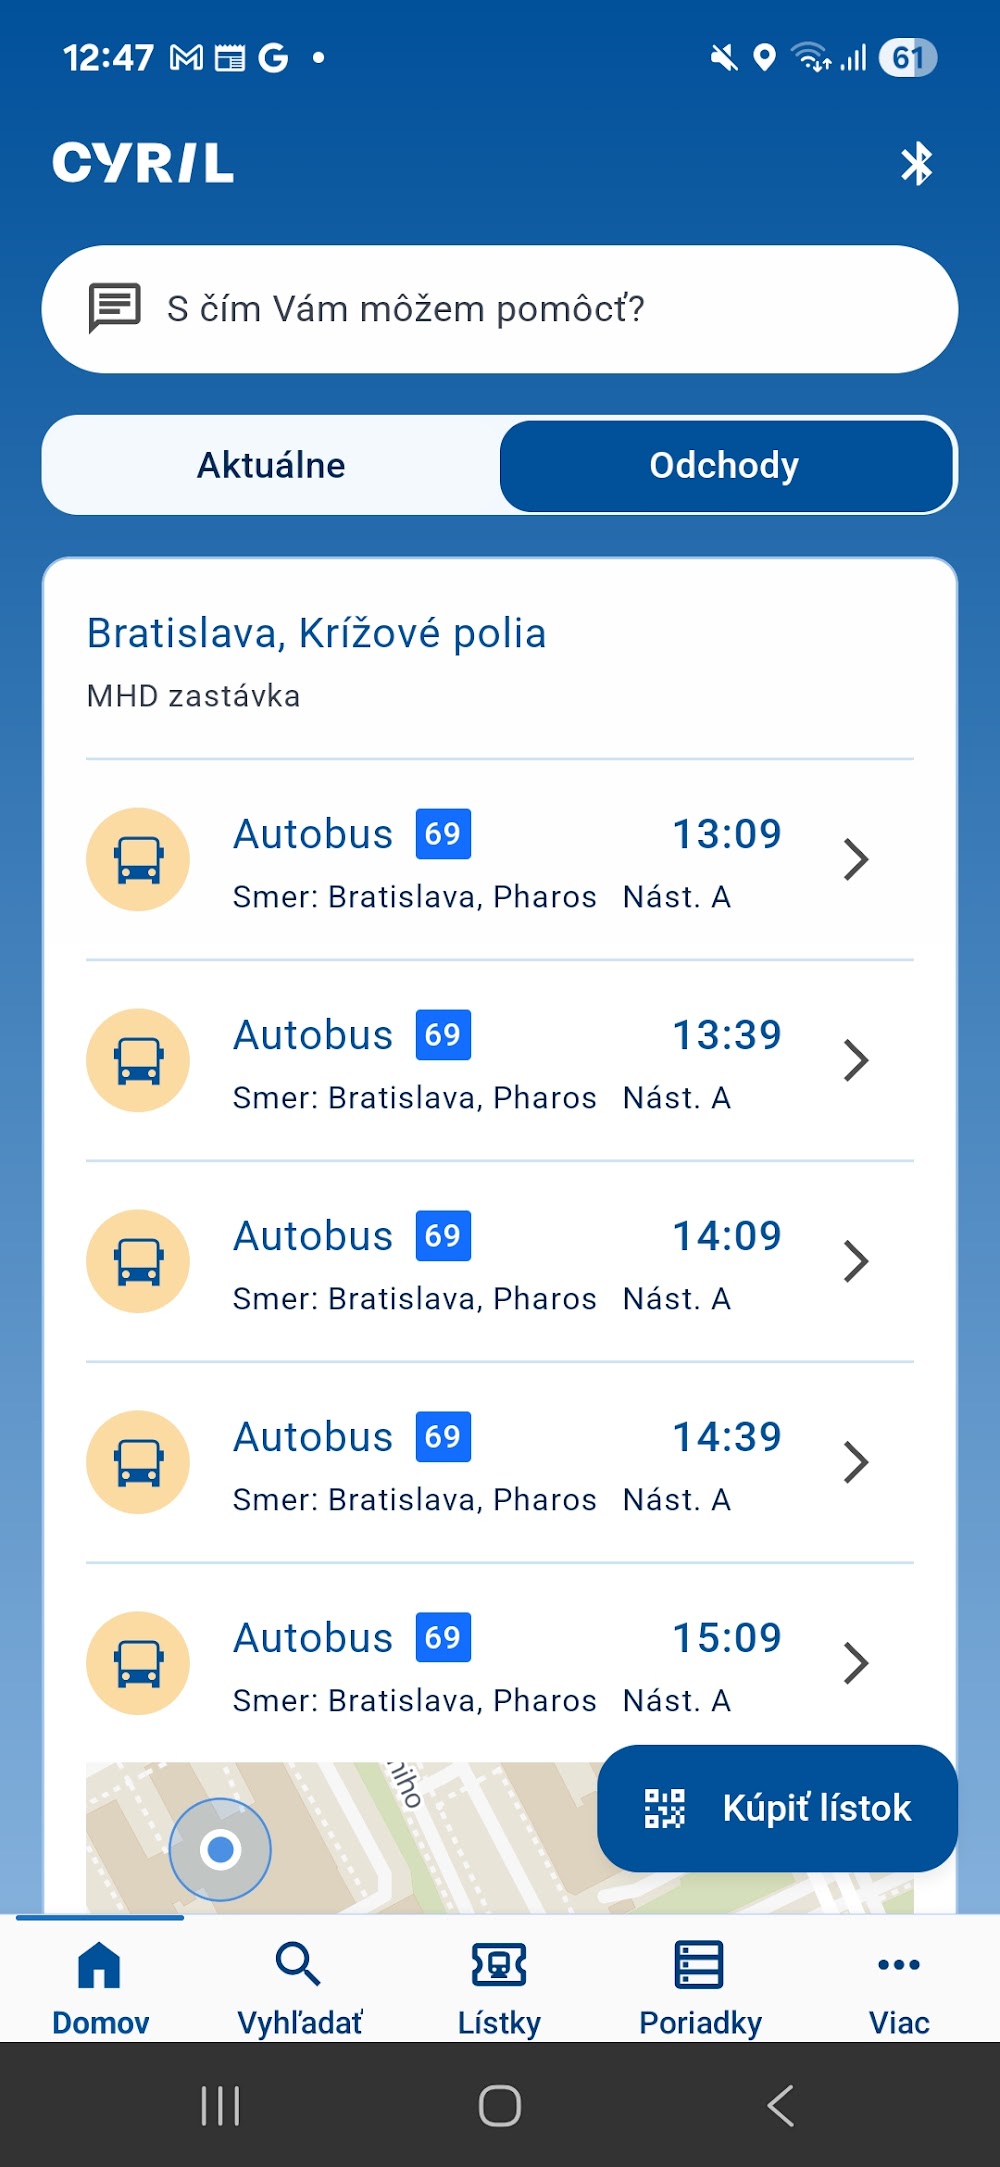 12:47
61
CYRIL
S čím Vám môžem pomôcť?
Aktuálne
Odchody
Bratislava, Krížové polia
MHD zastávka
Autobus 69 13:09
Smer: Bratislava, Pharos Nást. A
Autobus 69 13:39
Smer: Bratislava, Pharos Nást. A
Autobus 69 14:09
Smer: Bratislava, Pharos Nást. A
Autobus 69 14:39
Smer: Bratislava, Pharos Nást. A
Autobus 69 15:09
Smer: Bratislava, Pharos Nást. A
Kúpiť lístok
Domov
Vyhľadať
Lístky
Poriadky
Viac